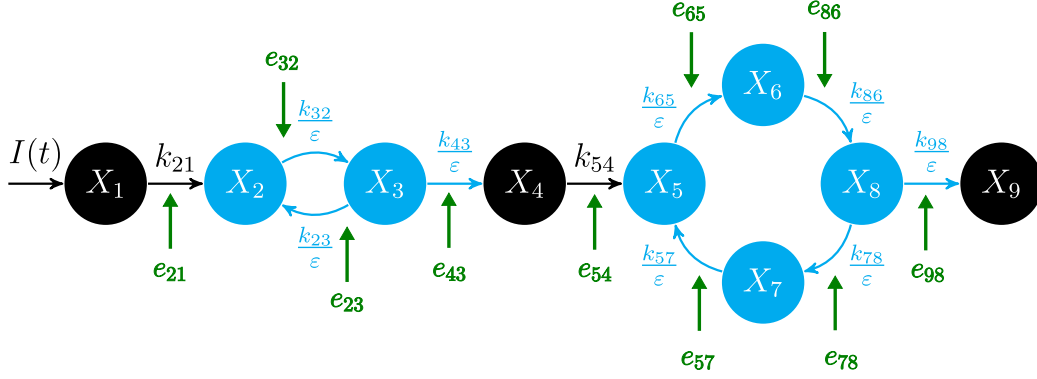 e₆₅ e₈₆
e₃₂ X₆
k₃₂/ε k₆₅/ε k₈₆/ε
I(t) k₂₁ k₄₃/ε k₅₄ k₉₈/ε
X₁ X₂ X₃ X₄ X₅ X₈ X₉
k₂₃/ε k₅₇/ε k₇₈/ε
e₂₁ e₄₃ e₅₄ X₇ e₉₈
e₂₃
e₅₇ e₇₈